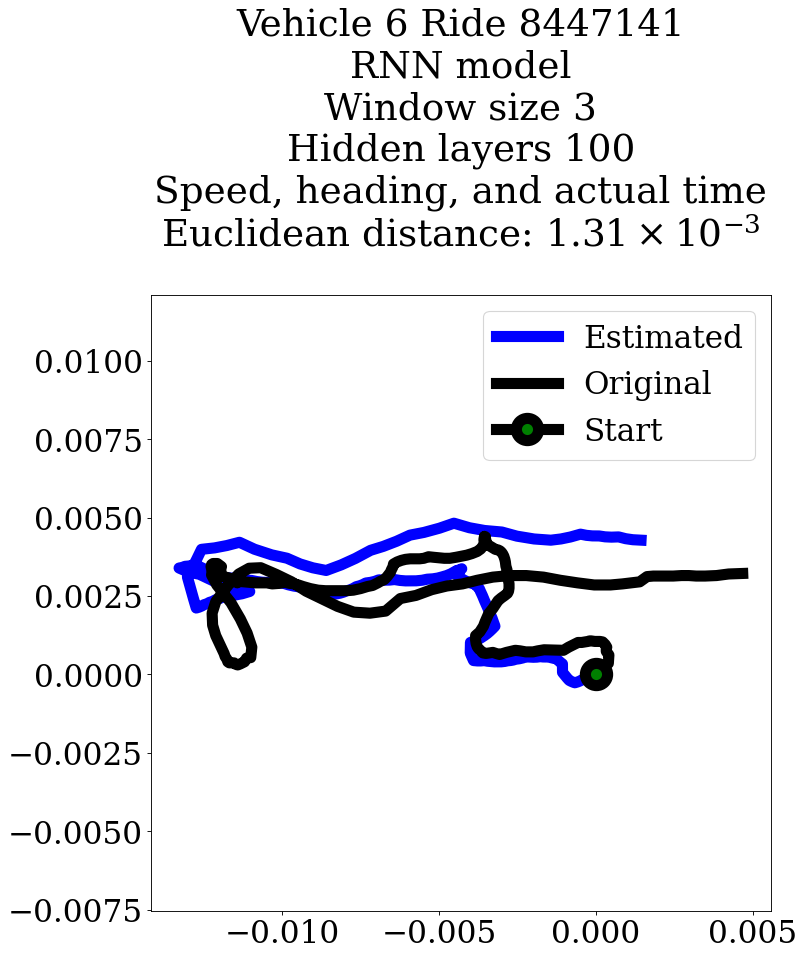 Vehicle 6 Ride 8447141
RNN model
Window size 3
Hidden layers 100
Speed, heading, and actual time
Euclidean distance: 1.31 × 10⁻³
Estimated
Original
Start
0.0100
0.0075
0.0050
0.0025
0.0000
−0.0025
−0.0050
−0.0075
−0.010 −0.005 0.000 0.005